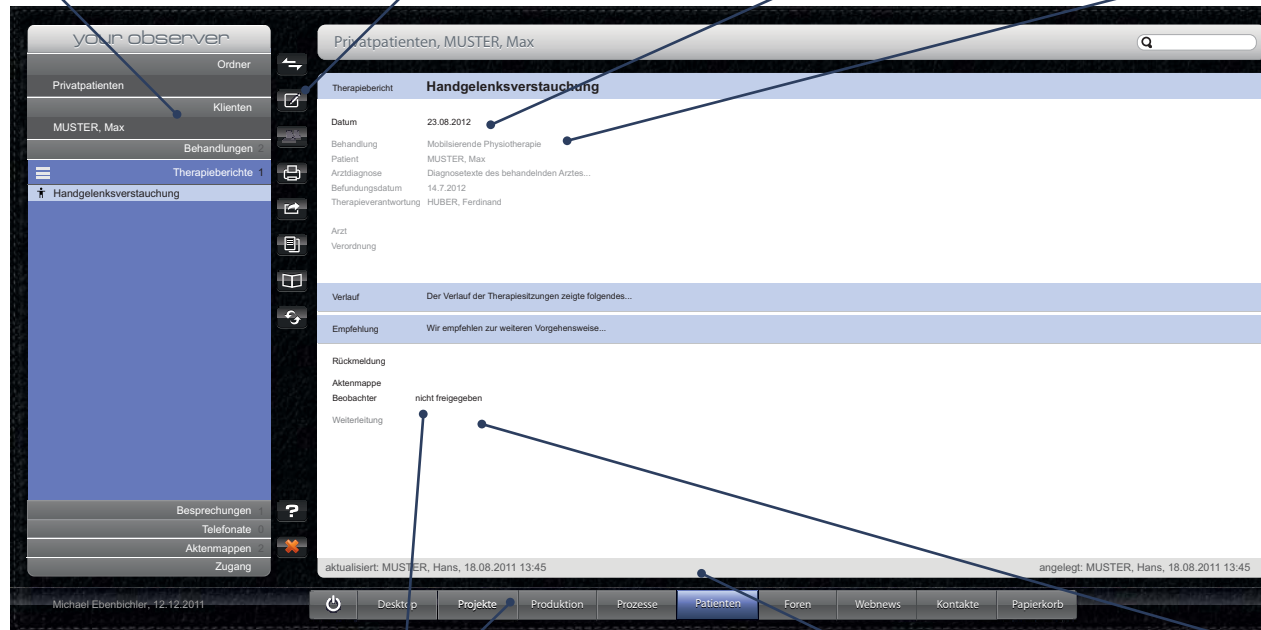 your observer
Ordner
Privatpatienten
Klienten
MUSTER, Max
Behandlungen 2
Therapieberichte 1
Handgelenksverstauchung
Besprechungen 1
Telefonate 0
Aktenmappen 2
Zugang
?
Privatpatienten, MUSTER, Max
Therapiebericht Handgelenksverstauchung
Datum 23.08.2012
Behandlung Mobilsierende Physiotherapie
Patient MUSTER, Max
Arztdiagnose Diagnosetexte des behandelnden Arztes...
Befundungsdatum 14.7.2012
Therapieverantwortung HUBER, Ferdinand
Arzt
Verordnung
Verlauf Der Verlauf der Therapiesitzungen zeigte folgendes...
Empfehlung Wir empfehlen zur weiteren Vorgehensweise...
Rückmeldung
Aktenmappe
Beobachter nicht freigegeben
Weiterleitung
aktualisiert: MUSTER, Hans, 18.08.2011 13:45 angelegt: MUSTER, Hans, 18.08.2011 13:45
Michael Ebenbichler, 12.12.2011 Desktop Projekte Produktion Prozesse Patienten Foren Webnews Kontakte Papierkorb